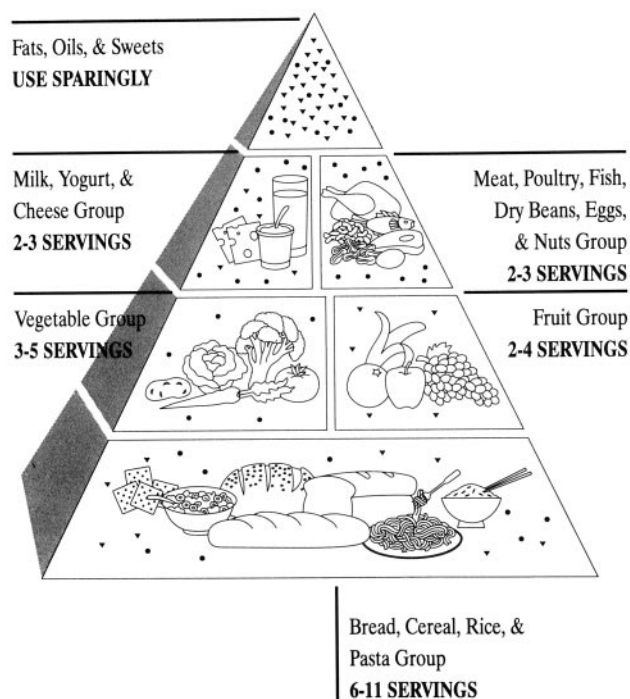 Fats, Oils, & Sweets
USE SPARINGLY
Milk, Yogurt, &
Cheese Group
2-3 SERVINGS
Meat, Poultry, Fish,
Dry Beans, Eggs,
& Nuts Group
2-3 SERVINGS
Vegetable Group
3-5 SERVINGS
Fruit Group
2-4 SERVINGS
Bread, Cereal, Rice, &
Pasta Group
6-11 SERVINGS